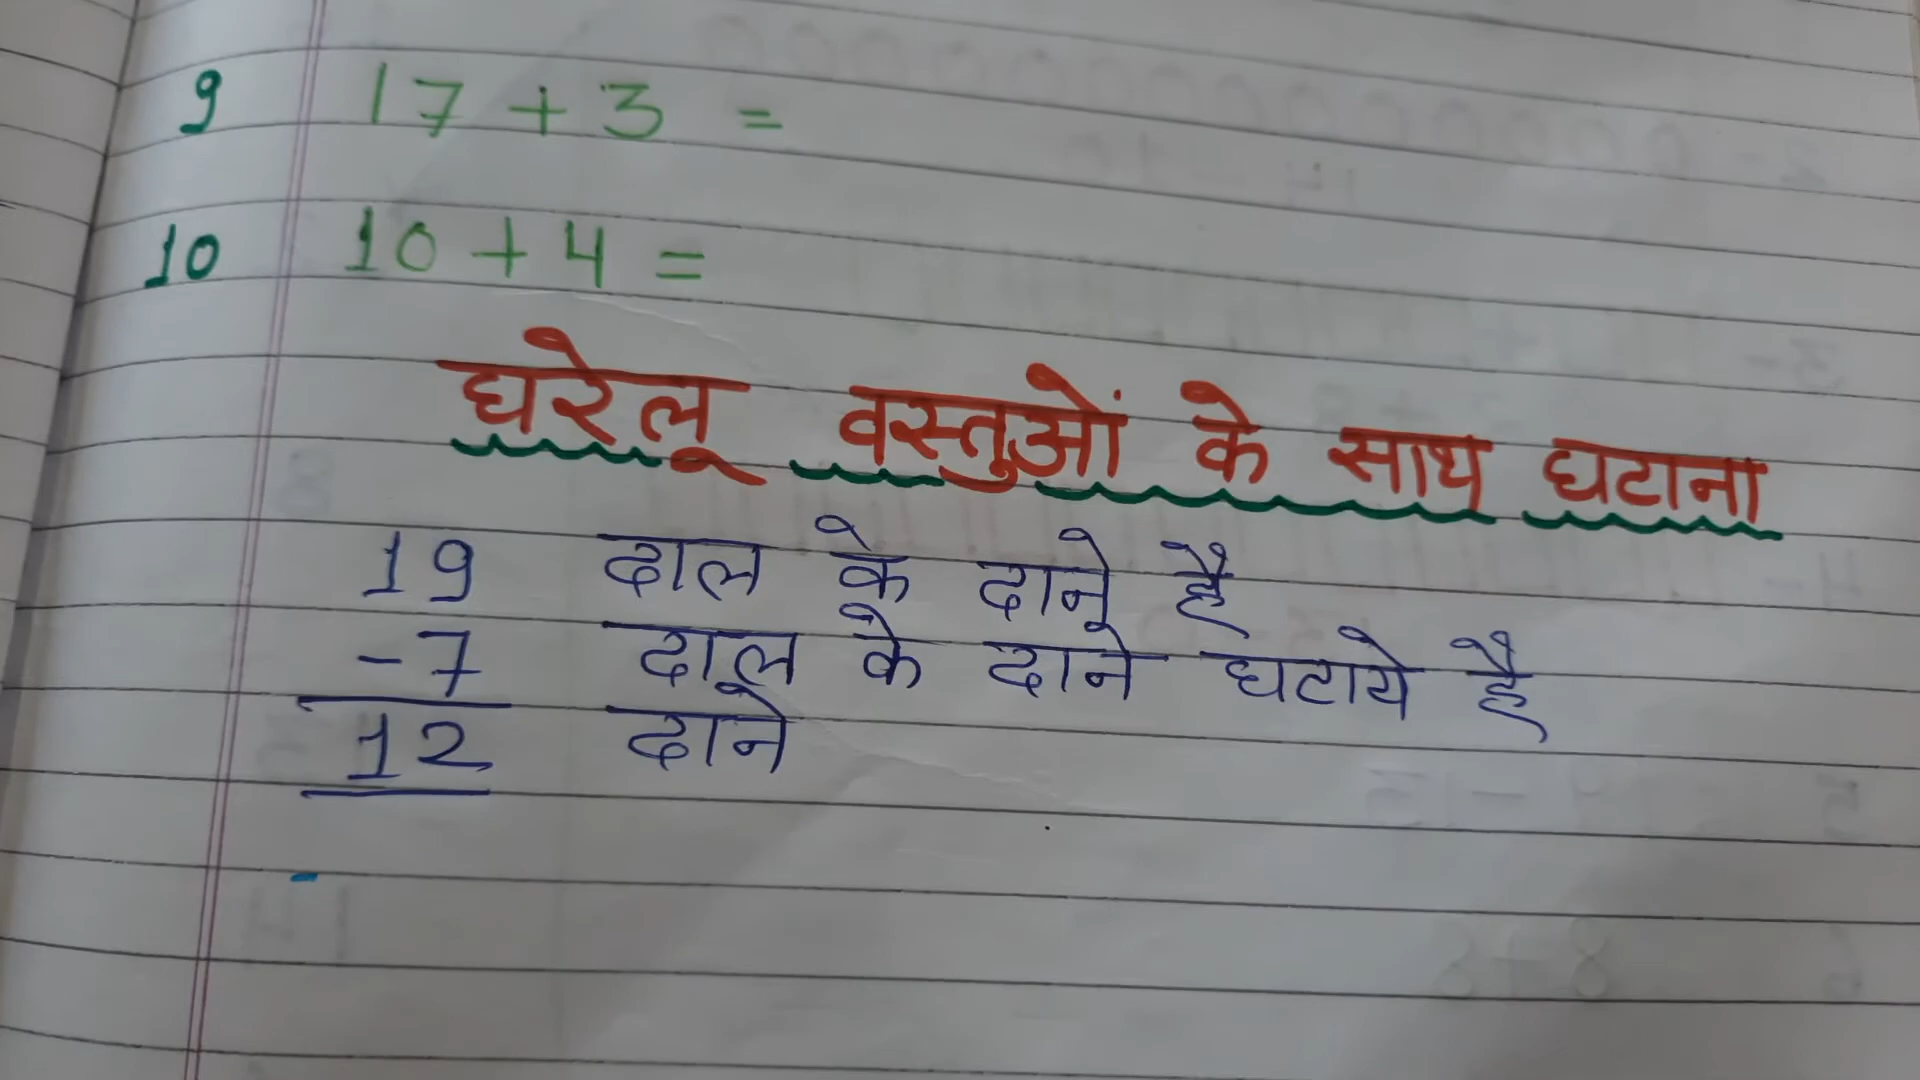 9 17 + 3 =
10 10 + 4 =
घरेलू वस्तुओं के साथ घटाना
19 दाल के दाने है
- 7 दाल के दाने घटाये है
12 दाने